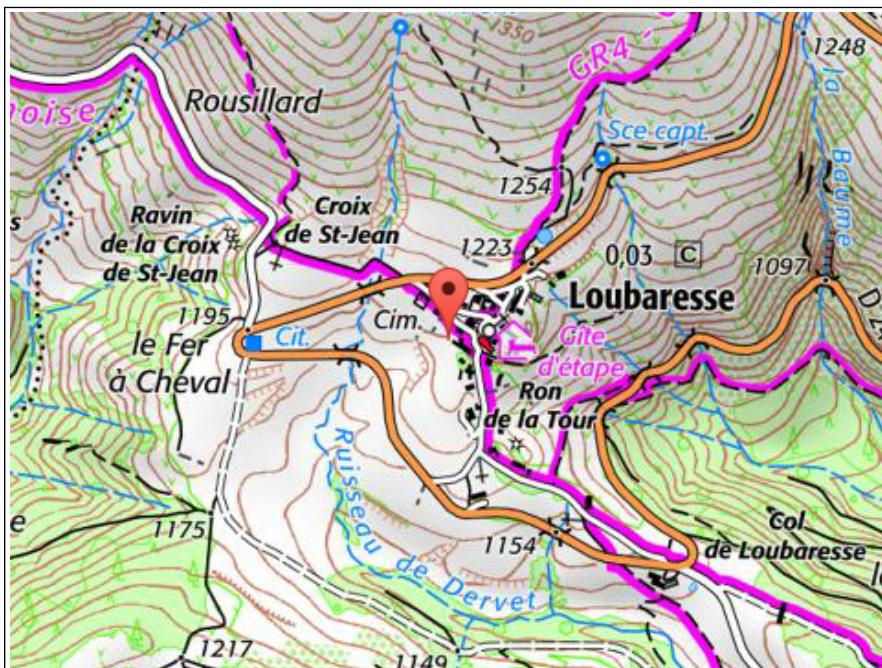 1350
1248
GR4
noise
Rousillard
Sce capt.
la
Baume
1254
Ravin
de la Croix
de St-Jean
Croix
de St-Jean
1223
0,03
C
1097
Loubaresse
1195
Cim.
Cit.
le Fer
à Cheval
Gîte
d'étape
Ron
de la Tour
Ruisseau de Dervet
1175
1154
Col
de Loubaresse
1217
1149